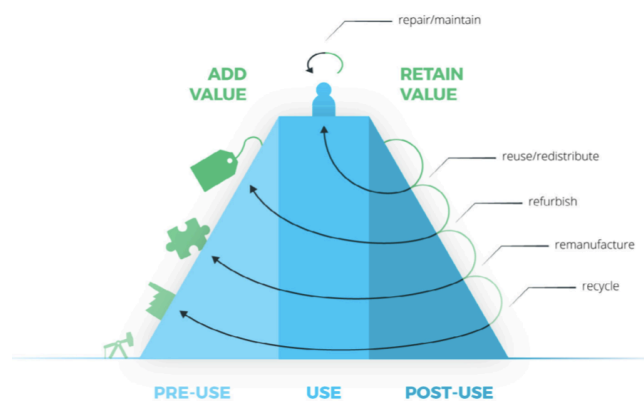 repair/maintain
ADD
VALUE
RETAIN
VALUE
reuse/redistribute
refurbish
remanufacture
recycle
PRE-USE
USE
POST-USE